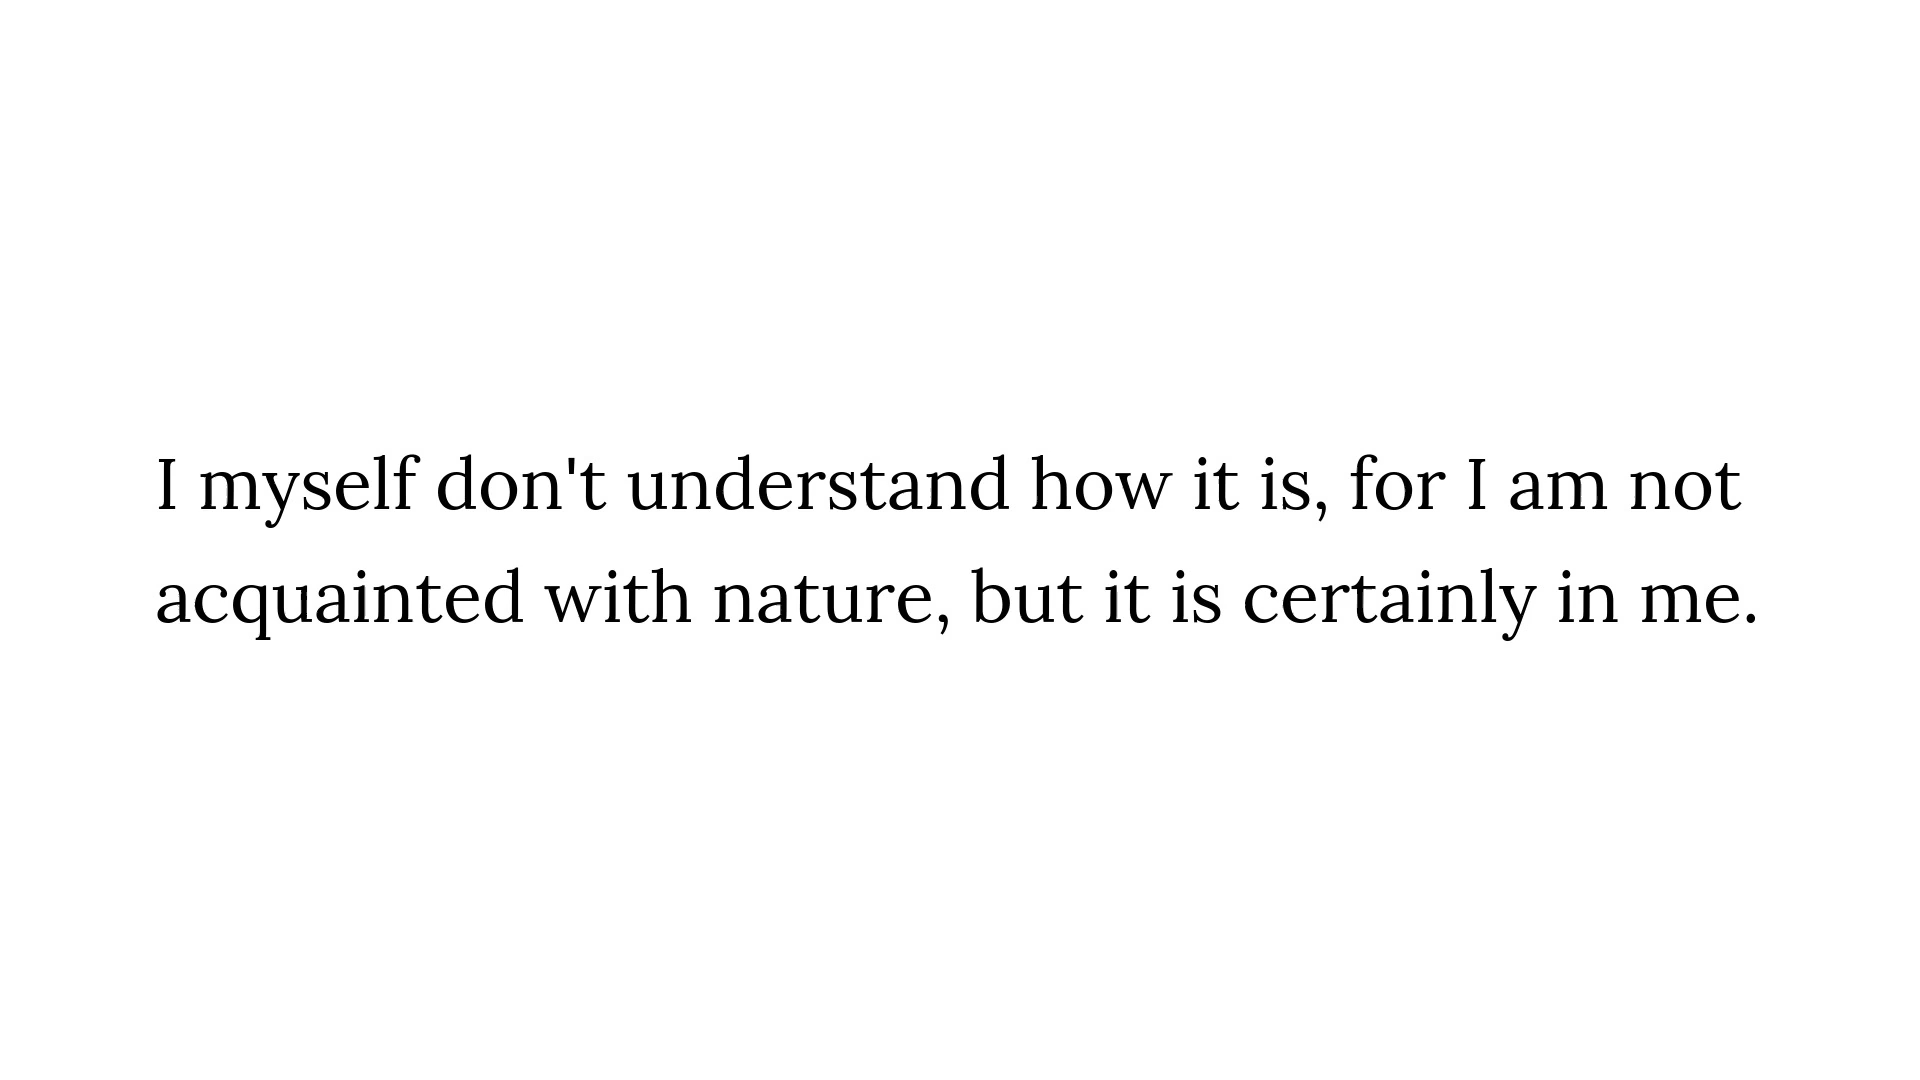 I myself don't understand how it is, for I am not
acquainted with nature, but it is certainly in me.